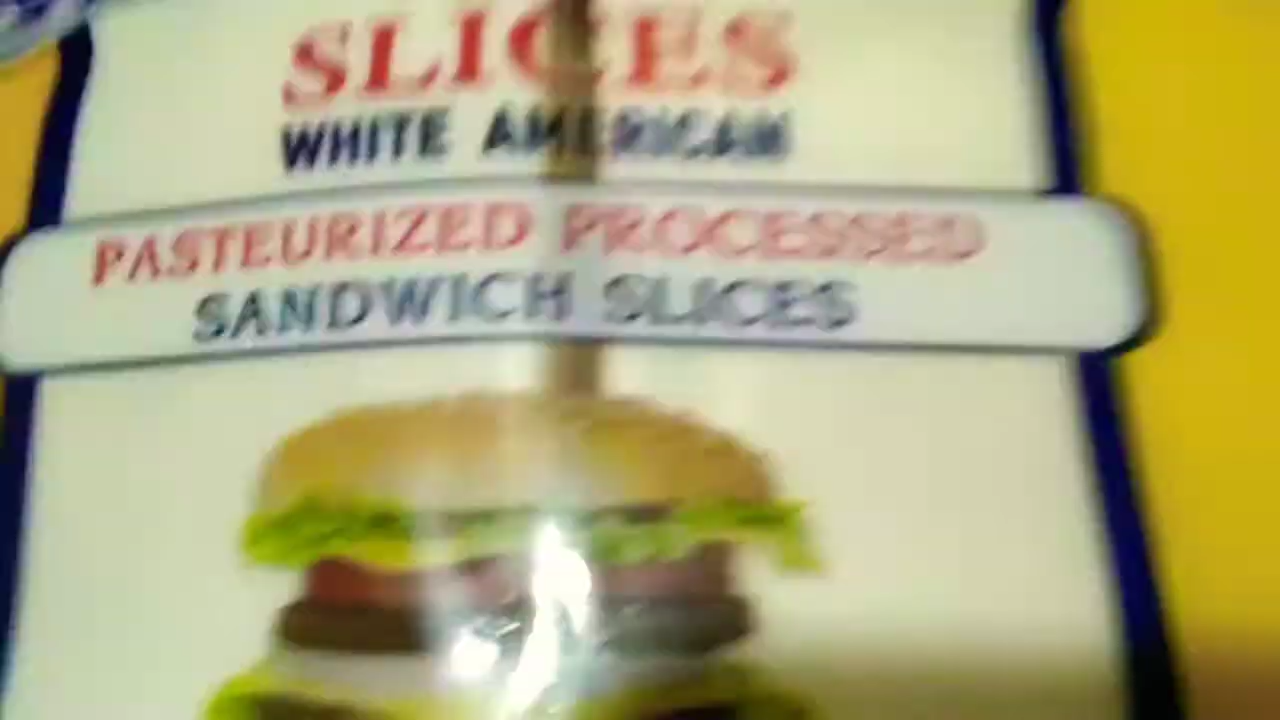 SLICES
WHITE AMERICAN
PASTEURIZED PROCESSED
SANDWICH SLICES